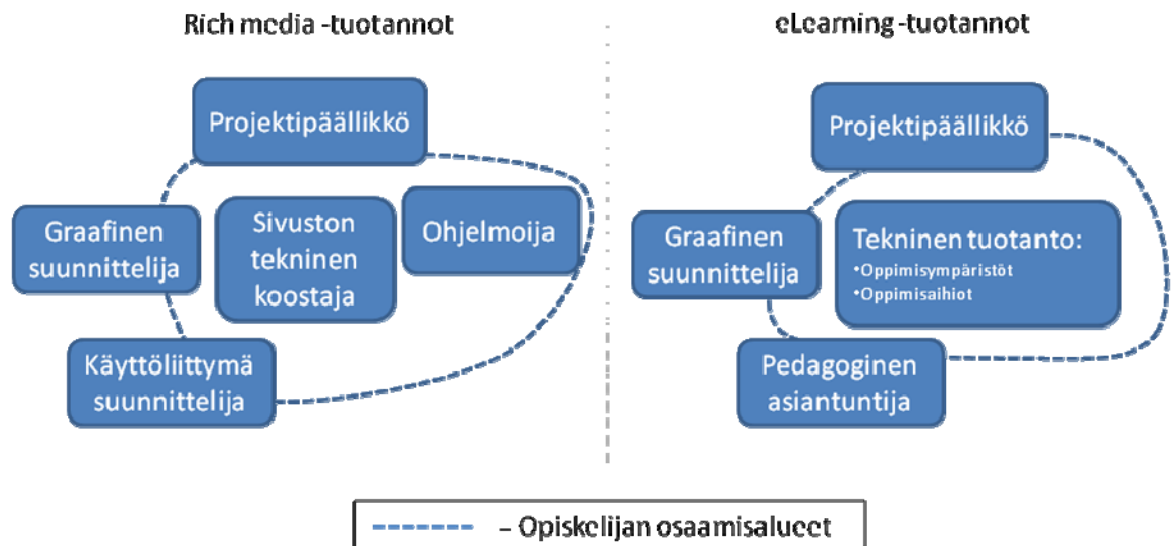 Rich media -tuotannot
Projektipäällikkö
Graafinen
suunnittelija
Sivuston
tekninen
koostaja
Ohjelmoija
Käyttöliittymä
suunnittelija
eLearning -tuotannot
Projektipäällikkö
Graafinen
suunnittelija
Tekninen tuotanto:
•Oppimisympäristöt
•Oppimisaihiot
Pedagoginen
asiantuntija
– Opiskelijan osaamisalueet